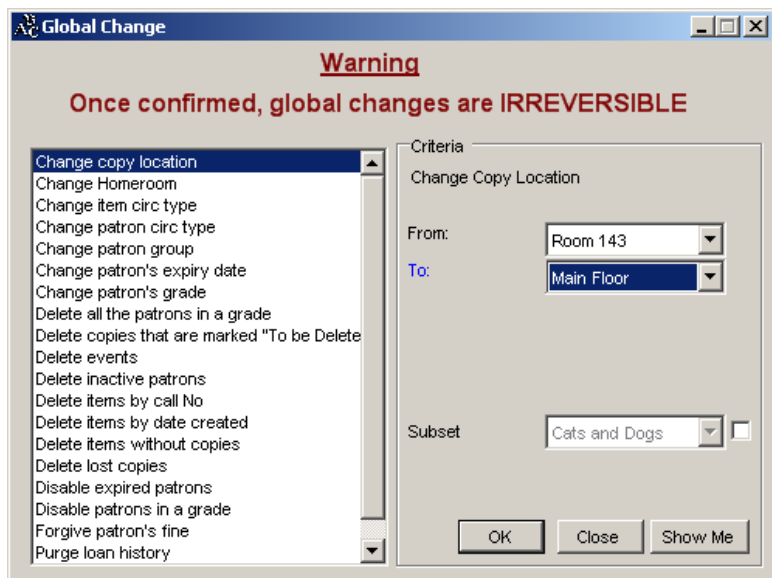 Global Change
Warning
Once confirmed, global changes are IRREVERSIBLE
Change copy location
Change Homeroom
Change item circ type
Change patron circ type
Change patron group
Change patron's expiry date
Change patron's grade
Delete all the patrons in a grade
Delete copies that are marked "To be Delete
Delete events
Delete inactive patrons
Delete items by call No
Delete items by date created
Delete items without copies
Delete lost copies
Disable expired patrons
Disable patrons in a grade
Forgive patron's fine
Purge loan history
Criteria
Change Copy Location
From: Room 143
To: Main Floor
Subset Cats and Dogs
OK Close Show Me